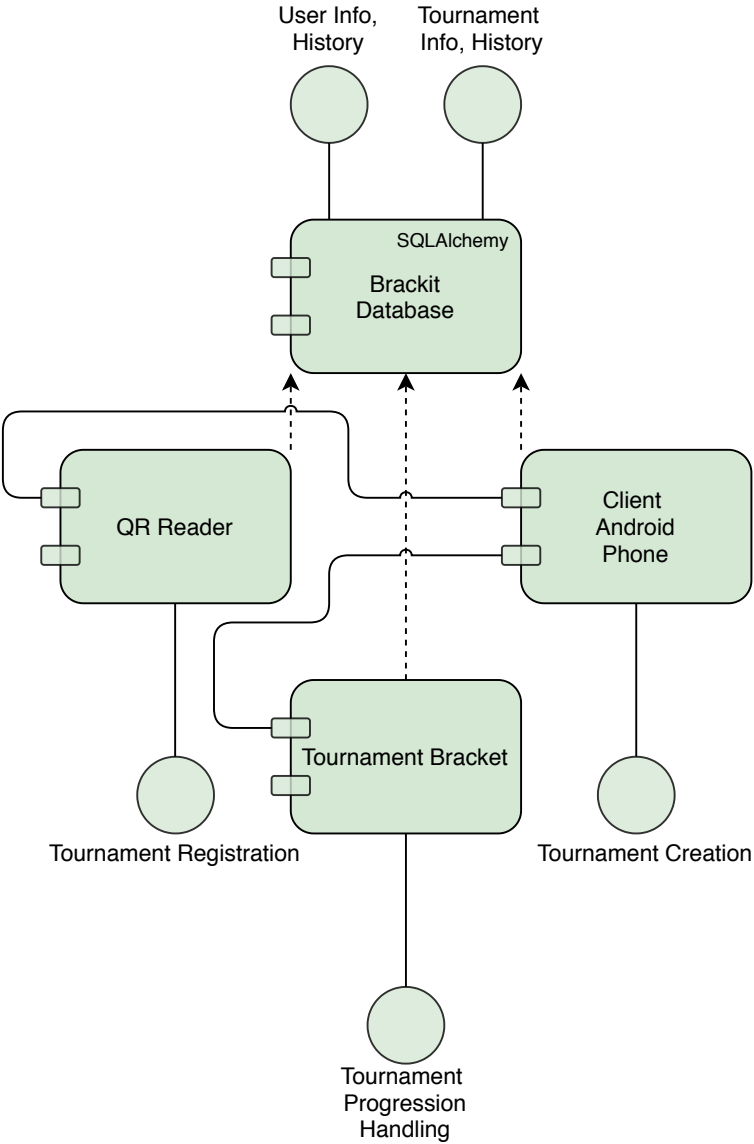 User Info,
History
Tournament
Info, History
SQLAlchemy
Brackit
Database
QR Reader
Client
Android
Phone
Tournament Bracket
Tournament Registration
Tournament Creation
Tournament
Progression
Handling